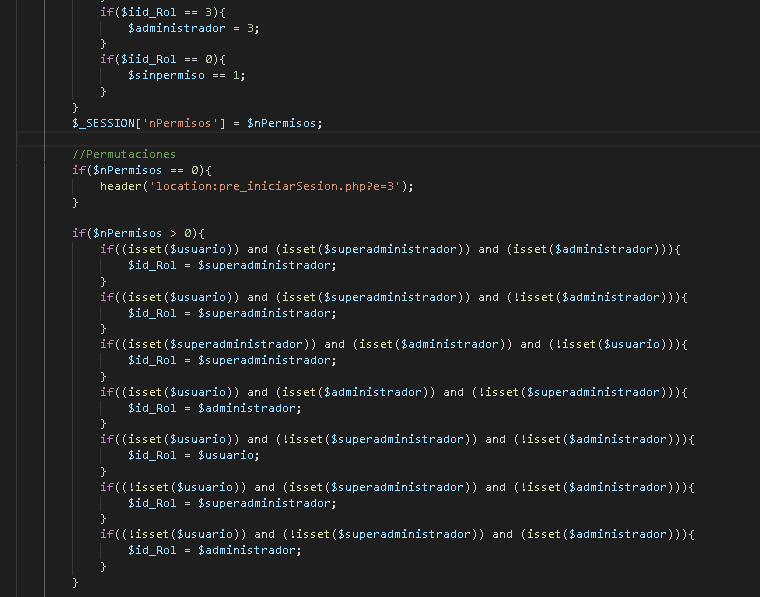 if($iid_Rol == 3){
$administrador = 3;
}
if($iid_Rol == 0){
$sinpermiso == 1;
}
}
$_SESSION['nPermisos'] = $nPermisos;
//Permutaciones
if($nPermisos == 0){
header('location:pre_iniciarSesion.php?e=3');
}
if($nPermisos > 0){
if((isset($usuario)) and (isset($superadministrador)) and (isset($administrador))){
$id_Rol = $superadministrador;
}
if((isset($usuario)) and (isset($superadministrador)) and (!isset($administrador))){
$id_Rol = $superadministrador;
}
if((isset($superadministrador)) and (isset($administrador)) and (!isset($usuario))){
$id_Rol = $superadministrador;
}
if((isset($usuario)) and (isset($administrador)) and (!isset($superadministrador))){
$id_Rol = $administrador;
}
if((isset($usuario)) and (!isset($superadministrador)) and (!isset($administrador))){
$id_Rol = $usuario;
}
if((!isset($usuario)) and (isset($superadministrador)) and (!isset($administrador))){
$id_Rol = $superadministrador;
}
if((!isset($usuario)) and (!isset($superadministrador)) and (isset($administrador))){
$id_Rol = $administrador;
}
}